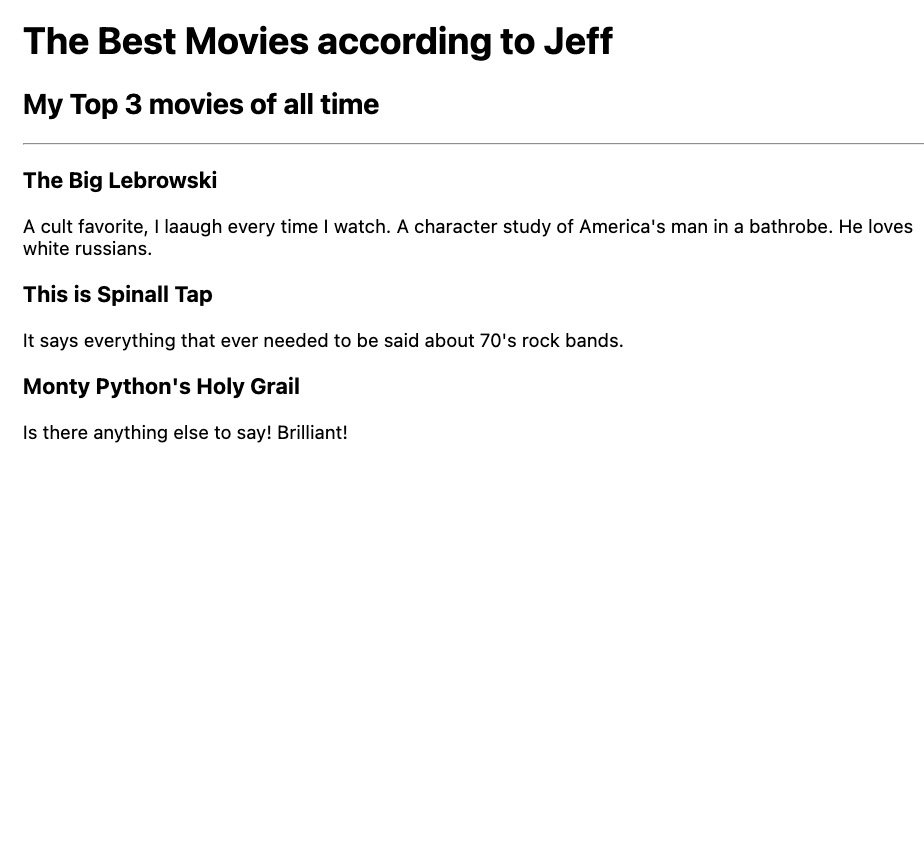 The Best Movies according to Jeff
My Top 3 movies of all time
The Big Lebrowski
A cult favorite, I laaugh every time I watch. A character study of America's man in a bathrobe. He loves
white russians.
This is Spinall Tap
It says everything that ever needed to be said about 70's rock bands.
Monty Python's Holy Grail
Is there anything else to say! Brilliant!